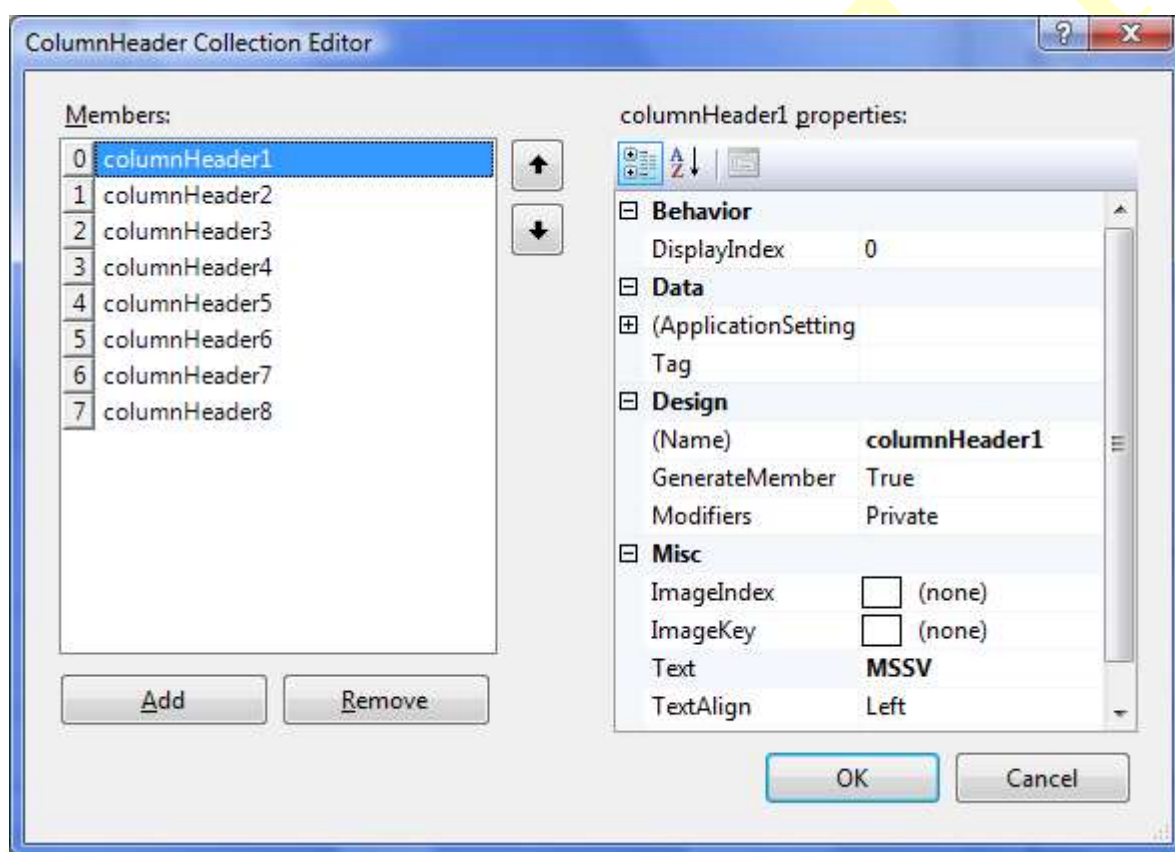 ColumnHeader Collection Editor
Members:
0 columnHeader1
1 columnHeader2
2 columnHeader3
3 columnHeader4
4 columnHeader5
5 columnHeader6
6 columnHeader7
7 columnHeader8
Add Remove
columnHeader1 properties:
Behavior
DisplayIndex 0
Data
(ApplicationSetting
Tag
Design
(Name) columnHeader1
GenerateMember True
Modifiers Private
Misc
ImageIndex (none)
ImageKey (none)
Text MSSV
TextAlign Left
OK Cancel